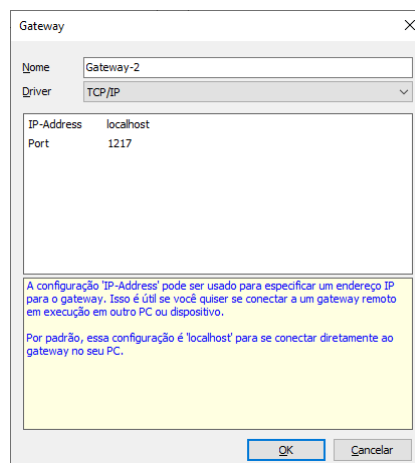 Gateway
Nome Gateway-2
Driver TCP/IP
IP-Address localhost
Port 1217
A configuração 'IP-Address' pode ser usado para especificar um endereço IP
para o gateway. Isso é útil se você quiser se conectar a um gateway remoto
em execução em outro PC ou dispositivo.
Por padrão, essa configuração é 'localhost' para se conectar diretamente ao
gateway no seu PC.
OK Cancelar